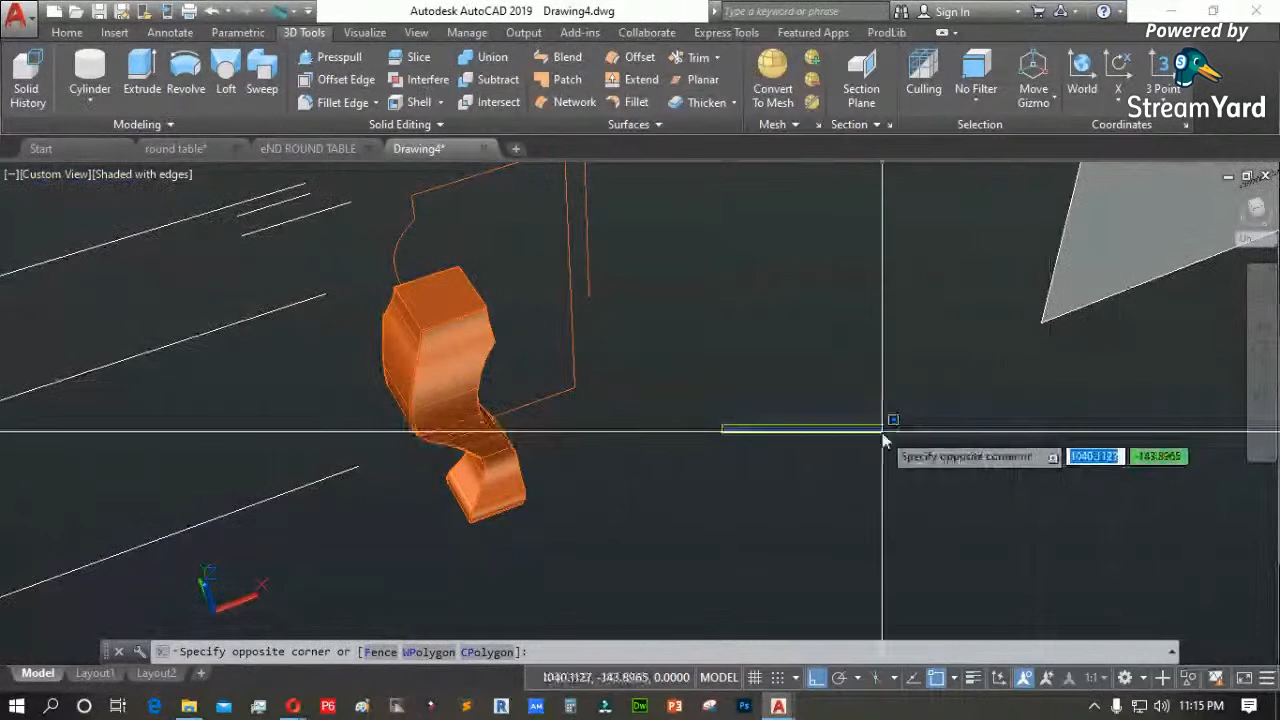 Autodesk AutoCAD 2019 Drawing4.dwg
Type a keyword or phrase
Sign In
Powered by
StreamYard
Home Insert Annotate Parametric 3D Tools Visualize View Manage Output Add-ins Collaborate Express Tools Featured Apps ProdLib
Solid History
Cylinder
Extrude
Revolve
Loft
Sweep
Presspull
Offset Edge
Fillet Edge
Slice
Interfere
Shell
Union
Subtract
Intersect
Blend
Patch
Network
Offset
Extend
Fillet
Trim
Planar
Thicken
Convert To Mesh
Section Plane
Culling
No Filter
Move Gizmo
World
X
3 Point
Modeling Solid Editing Surfaces Mesh Section Selection Coordinates
Start round table* eND ROUND TABLE Drawing4*
[−][Custom View][Shaded with edges]
Specify opposite corner or 1040.1127 -143.8965
X
Specify opposite corner or [Fence WPolygon CPolygon]:
Model Layout1 Layout2 1040.1127, -143.8965, 0.0000 MODEL 1:1
11:15 PM